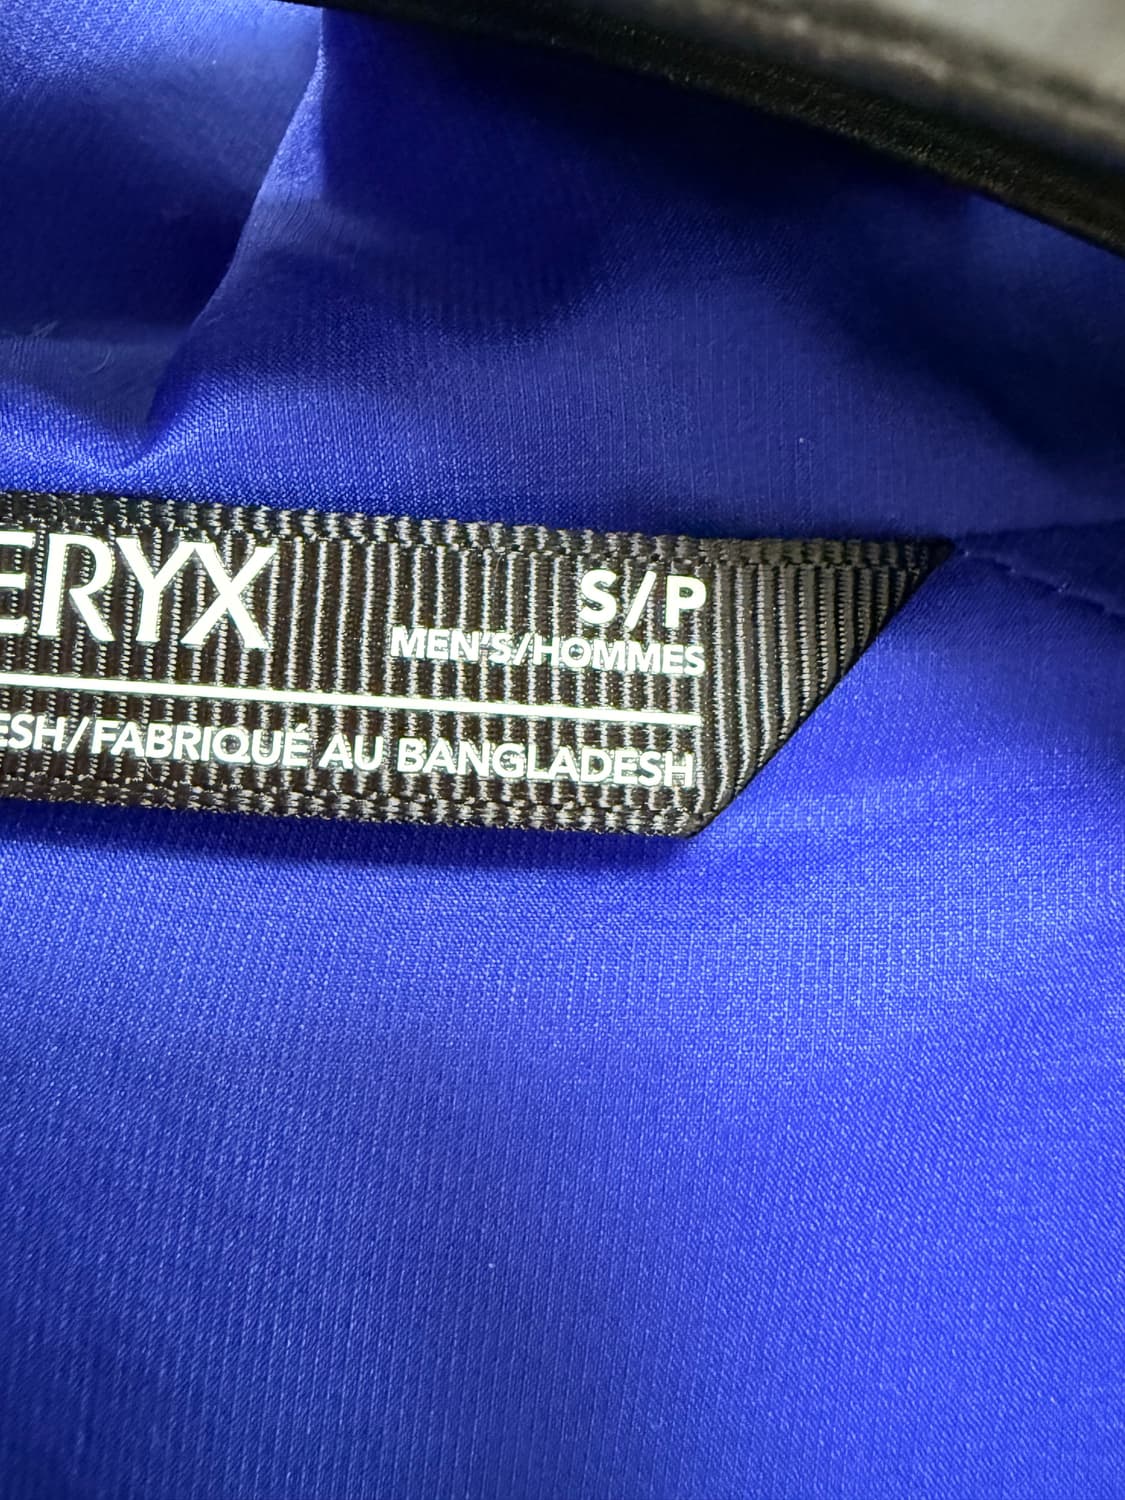 ERYX
S/P
MEN'S/HOMMES
ESH/FABRIQUÉ AU BANGLADESH